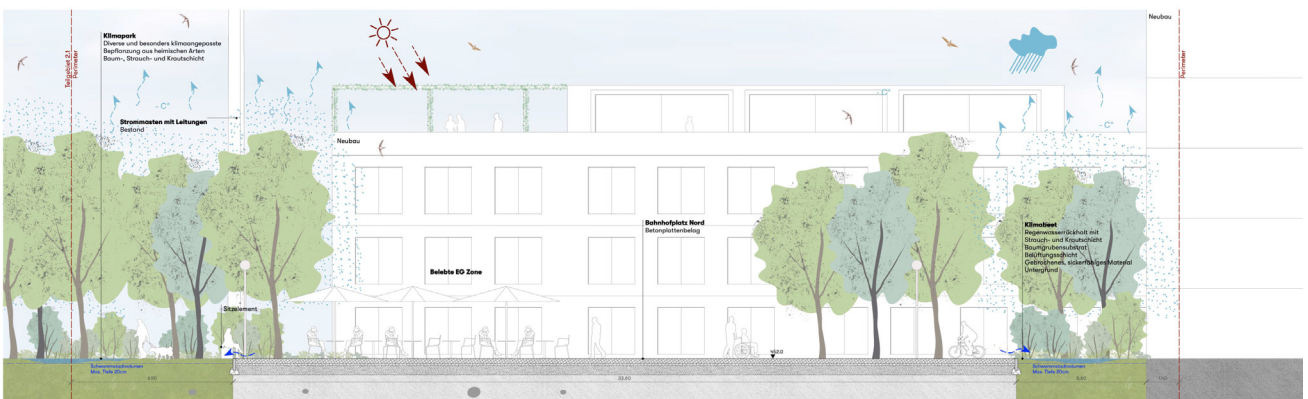 Neubau
Teilgebiet 2.1
Perimeter
Klimapark
Diverse und besonders klimaangepasste
Bepflanzung aus heimischen Arten
Baum-, Strauch- und Krautschicht
Perimeter
- C°
- C°
- C°
- C°
- C°
Strommasten mit Leitungen
Bestand
Neubau
Bahnhofplatz Nord
Betonplattenbelag
Klimabeet
Regenwasserrückhalt mit
Strauch- und Krautschicht
Baumgrubensubstrat
Belüftungsschicht
Gebrochenes, sickerfähiges Material
Untergrund
Belebte EG Zone
Sitzelement
452.0
Schwammstadtvolumen
Max. Tiefe 20cm
Schwammstadtvolumen
Max. Tiefe 20cm